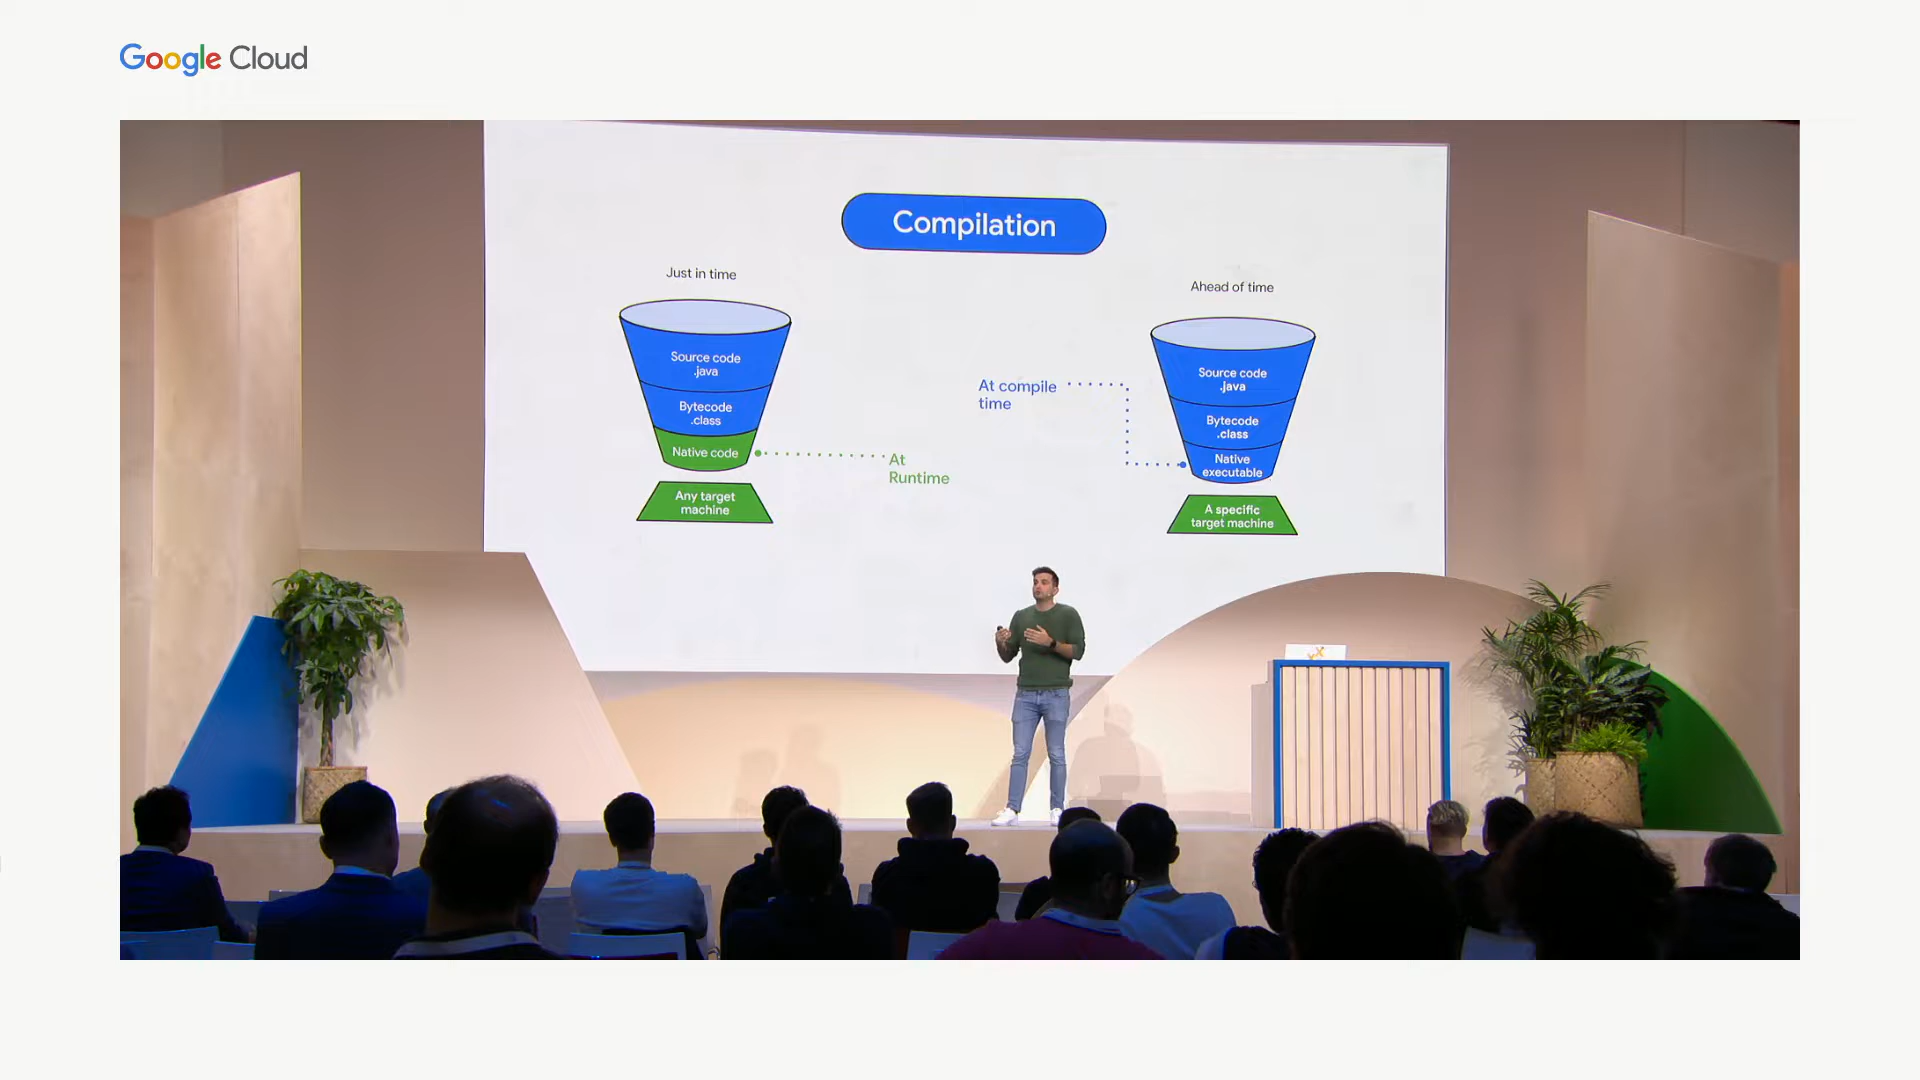 Google Cloud
Compilation
Just in time
Source code
.java
Bytecode
.class
Native code
Any target
machine
At
Runtime
Ahead of time
At compile
time
Source code
.java
Bytecode
.class
Native
executable
A specific
target machine